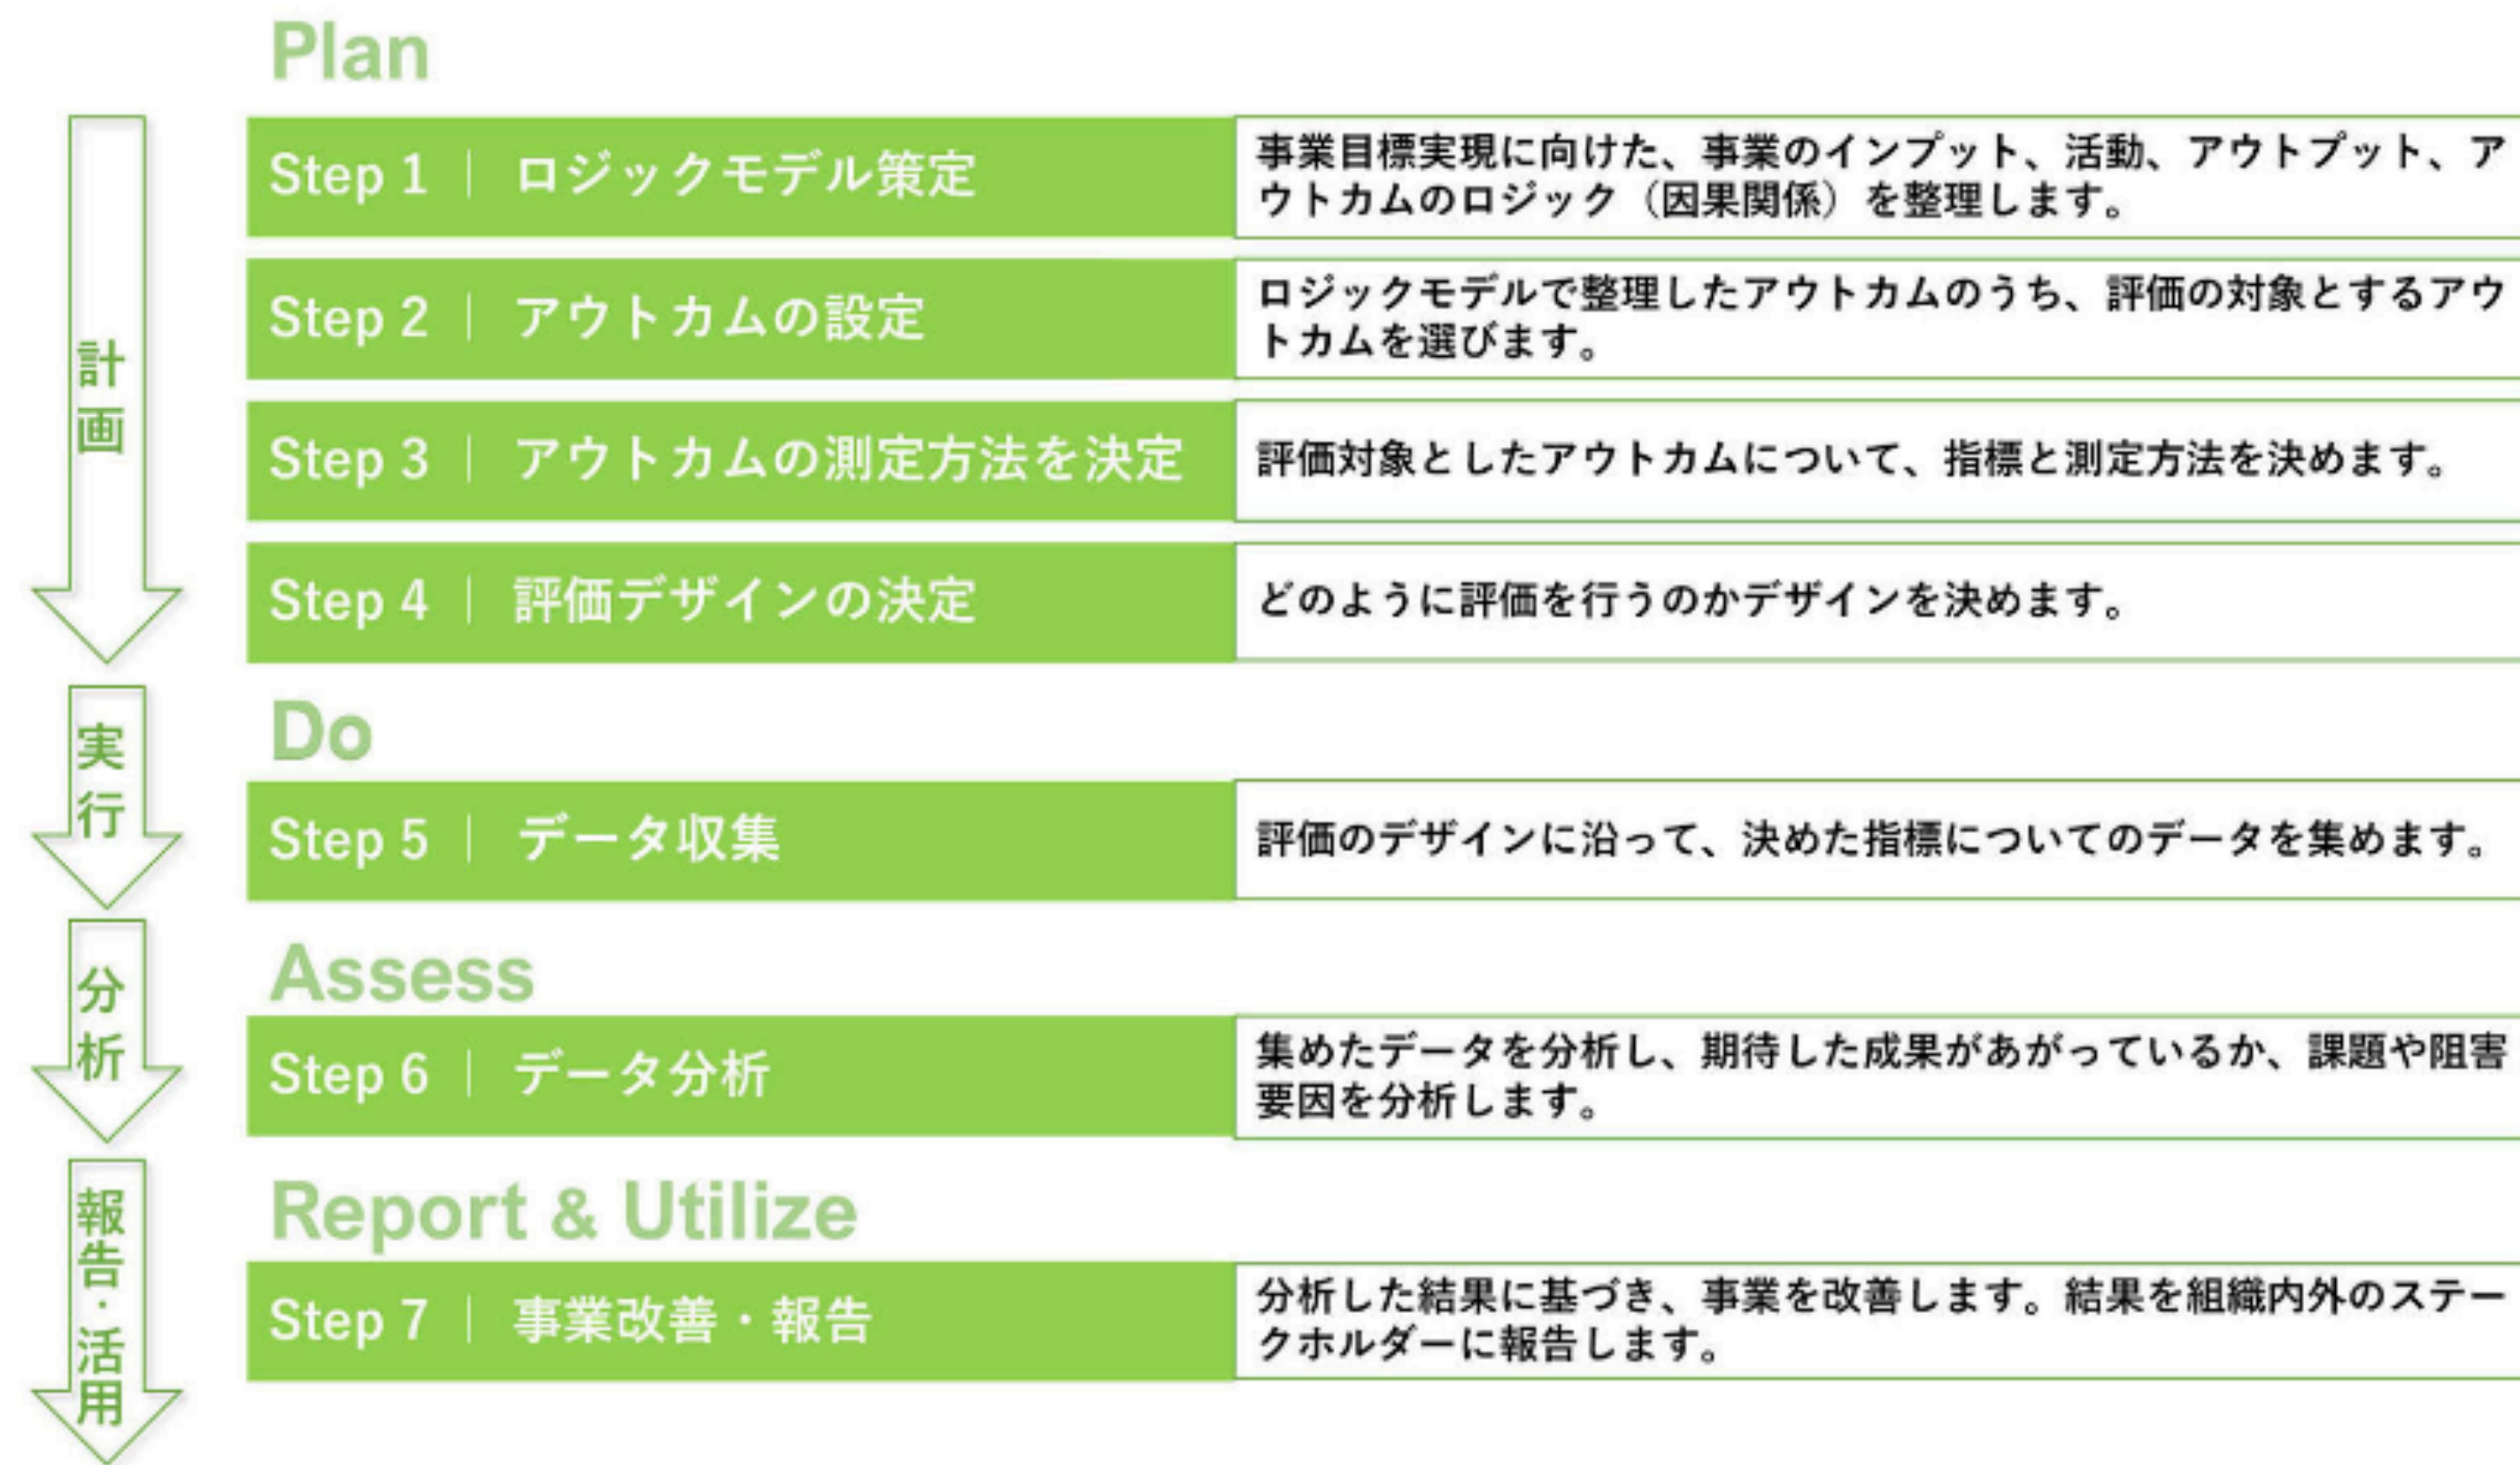 Plan
計画
Step 1｜ロジックモデル策定
事業目標実現に向けた、事業のインプット、活動、アウトプット、ア
ウトカムのロジック（因果関係）を整理します。
Step 2｜アウトカムの設定
ロジックモデルで整理したアウトカムのうち、評価の対象とするアウ
トカムを選びます。
Step 3｜アウトカムの測定方法を決定
評価対象としたアウトカムについて、指標と測定方法を決めます。
Step 4｜評価デザインの決定
どのように評価を行うのかデザインを決めます。
実行
Do
Step 5｜データ収集
評価のデザインに沿って、決めた指標についてのデータを集めます。
分析
Assess
Step 6｜データ分析
集めたデータを分析し、期待した成果があがっているか、課題や阻害
要因を分析します。
報告・活用
Report & Utilize
Step 7｜事業改善・報告
分析した結果に基づき、事業を改善します。結果を組織内外のステー
クホルダーに報告します。